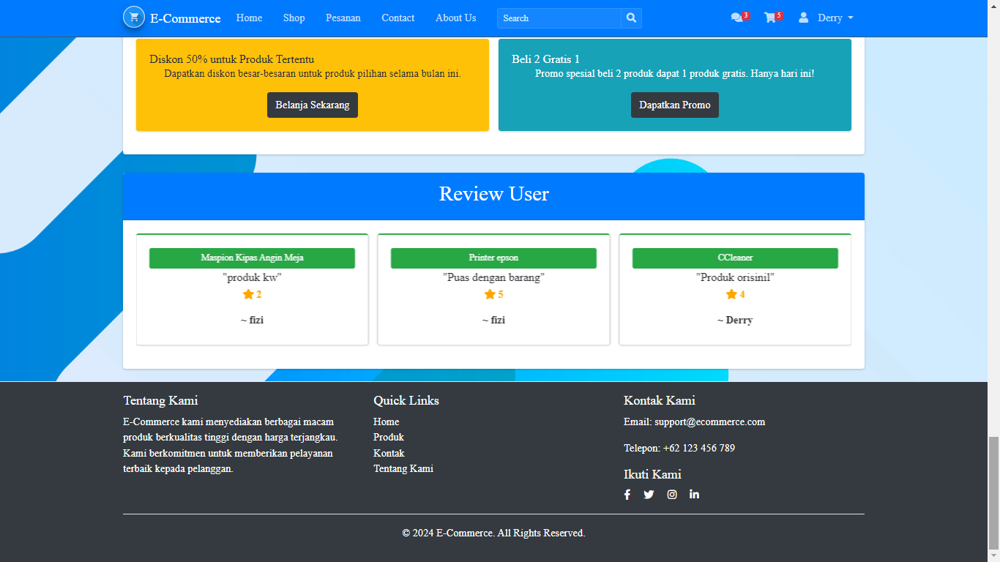 E-Commerce Home Shop Pesanan Contact About Us Search 3 5 Derry
Diskon 50% untuk Produk Tertentu
Dapatkan diskon besar-besaran untuk produk pilihan selama bulan ini.
Belanja Sekarang
Beli 2 Gratis 1
Promo spesial beli 2 produk dapat 1 produk gratis. Hanya hari ini!
Dapatkan Promo
Review User
Maspion Kipas Angin Meja
"produk kw"
2
~ fizi
Printer epson
"Puas dengan barang"
5
~ fizi
CCleaner
"Produk orisinil"
4
~ Derry
Tentang Kami
E-Commerce kami menyediakan berbagai macam
produk berkualitas tinggi dengan harga terjangkau.
Kami berkomitmen untuk memberikan pelayanan
terbaik kepada pelanggan.
Quick Links
Home
Produk
Kontak
Tentang Kami
Kontak Kami
Email: support@ecommerce.com
Telepon: +62 123 456 789
Ikuti Kami
© 2024 E-Commerce. All Rights Reserved.